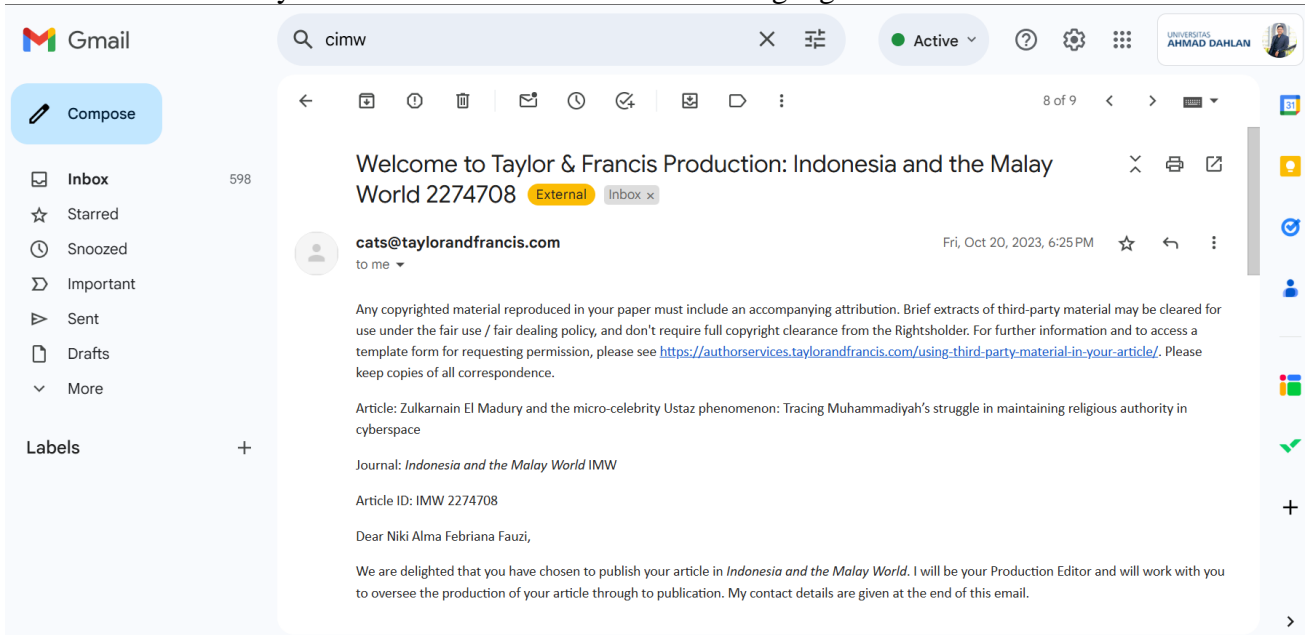 Gmail
cimw
Active
UNIVERSITAS
AHMAD DAHLAN
Compose
8 of 9
31
Inbox 598
Starred
Snoozed
Important
Sent
Drafts
More
Labels
Welcome to Taylor & Francis Production: Indonesia and the Malay
World 2274708 External Inbox x
cats@taylorandfrancis.com Fri, Oct 20, 2023, 6:25 PM
to me
Any copyrighted material reproduced in your paper must include an accompanying attribution. Brief extracts of third-party material may be cleared for
use under the fair use / fair dealing policy, and don't require full copyright clearance from the Rightsholder. For further information and to access a
template form for requesting permission, please see https://authorservices.taylorandfrancis.com/using-third-party-material-in-your-article/. Please
keep copies of all correspondence.
Article: Zulkarnain El Madury and the micro-celebrity Ustaz phenomenon: Tracing Muhammadiyah’s struggle in maintaining religious authority in
cyberspace
Journal: Indonesia and the Malay World IMW
Article ID: IMW 2274708
Dear Niki Alma Febriana Fauzi,
We are delighted that you have chosen to publish your article in Indonesia and the Malay World. I will be your Production Editor and will work with you
to oversee the production of your article through to publication. My contact details are given at the end of this email.